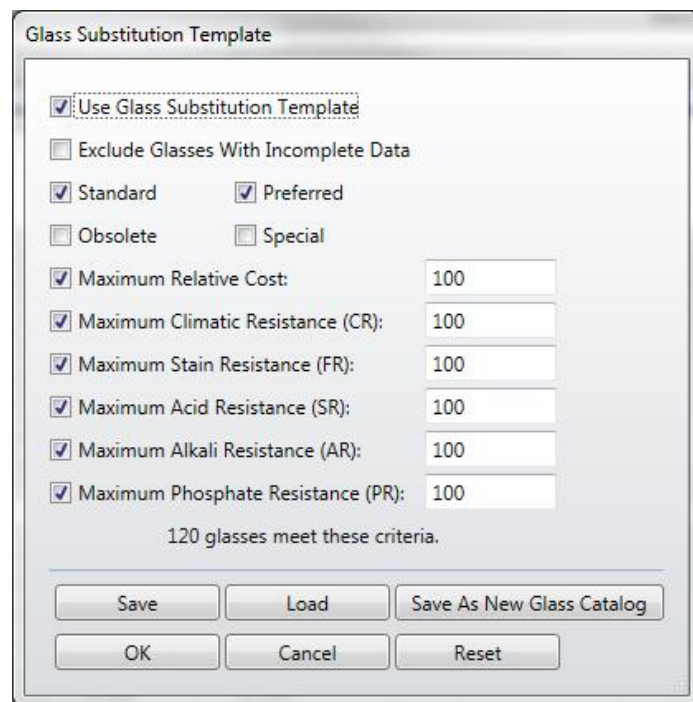 Glass Substitution Template
Use Glass Substitution Template
Exclude Glasses With Incomplete Data
Standard Preferred
Obsolete Special
Maximum Relative Cost: 100
Maximum Climatic Resistance (CR): 100
Maximum Stain Resistance (FR): 100
Maximum Acid Resistance (SR): 100
Maximum Alkali Resistance (AR): 100
Maximum Phosphate Resistance (PR): 100
120 glasses meet these criteria.
Save Load Save As New Glass Catalog
OK Cancel Reset